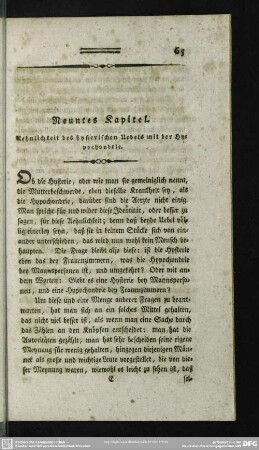 65
Neuntes Kapitel.
Aehnlichkeit des hysterischen Uebels mit der Hy⸗
pochondrie.
Ob die Hysterie, oder wie man sie gemeiniglich nennt,
die Mutterbeschwerde, eben dieselbe Krankheit sey, als
die Hypochondrie, darüber sind die Aerzte nicht einig.
Man spricht für und wider diese Identität, oder besser zu
sagen, für diese Aehnlichkeit, denn daß beyde Uebel völ⸗
lig einerley seyn, daß sie in keinem Stücke sich von ein⸗
ander unterschieden, das wird man wohl kein Mensch be⸗
haupten. Die Frage bleibt also diese: ist die Hysterie
eben das bey Frauenzimmern, was die Hypochondrie
bey Mannspersonen ist, und umgekehrt? Oder mit an⸗
dern Worten: Giebt es eine Hysterie bey Mannsperso⸗
nen, und eine Hypochondrie bey Frauenzimmern?
Um diese und eine Menge anderer Fragen zu beant⸗
worten, hat man sich an ein solches Mittel gehalten,
das nicht viel besser ist, als wenn man eine Sache durch
das Zählen an den Knöpfen entscheidet: man hat die
Autoritäten gezählt; man hat sehr bescheiden seine eigne
Meynung für wenig gehalten, hingegen diejenigen Män⸗
ner als große und wichtige Leute vorgestellt, die von die⸗
ser Meynung waren, wiewohl es leicht zu sehen ist, daß
E